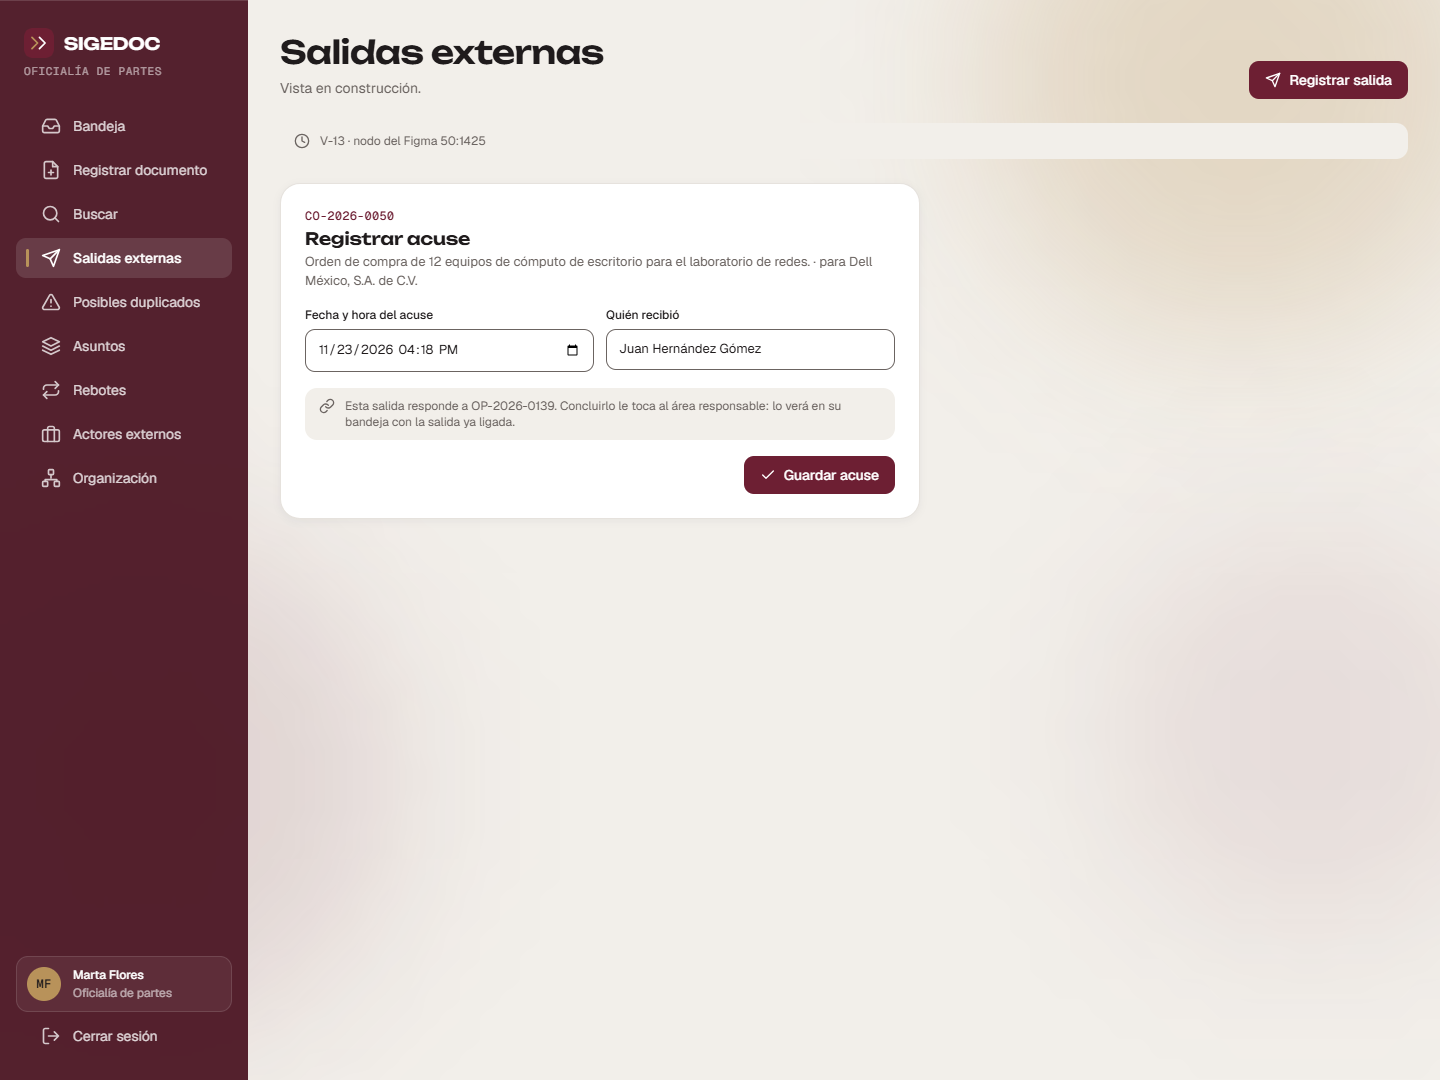 SIGEDOC
OFICIALÍA DE PARTES
Bandeja
Registrar documento
Buscar
Salidas externas
Posibles duplicados
Asuntos
Rebotes
Actores externos
Organización
MF
Marta Flores
Oficialía de partes
Cerrar sesión
Salidas externas
Vista en construcción.
Registrar salida
V-13 · nodo del Figma 50:1425
CO-2026-0050
Registrar acuse
Orden de compra de 12 equipos de cómputo de escritorio para el laboratorio de redes. · para Dell
México, S.A. de C.V.
Fecha y hora del acuse
11/23/2026 04:18 PM
Quién recibió
Juan Hernández Gómez
Esta salida responde a OP-2026-0139. Concluirlo le toca al área responsable: lo verá en su
bandeja con la salida ya ligada.
Guardar acuse